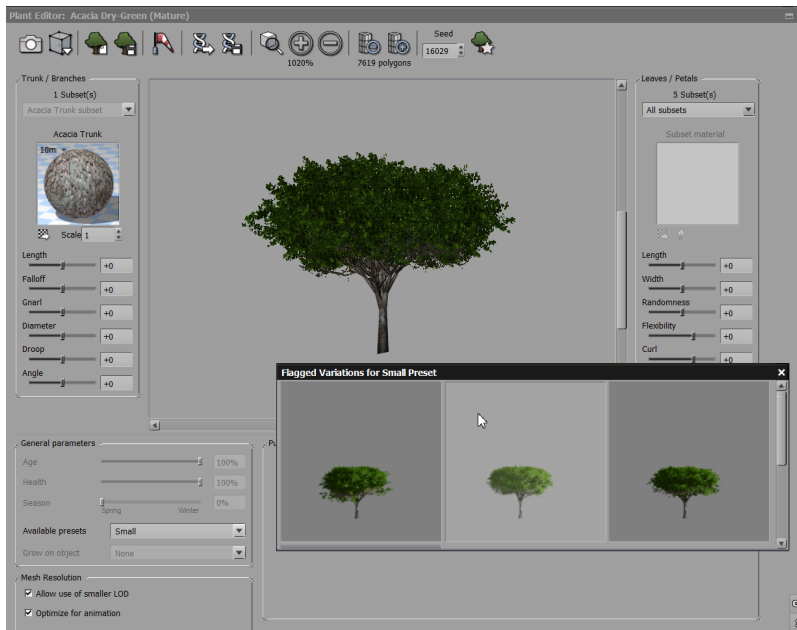 Plant Editor: Acacia Dry-Green (Mature)
Seed
16029
1020%
7619 polygons
Trunk / Branches
1 Subset(s)
Acacia Trunk subset
Acacia Trunk
10m
Scale 1
Length
+0
Falloff
+0
Gnarl
+0
Diameter
+0
Droop
+0
Angle
+0
Leaves / Petals
5 Subset(s)
All subsets
Subset material
Length
+0
Width
+0
Randomness
+0
Flexibility
+0
Curl
+0
Flagged Variations for Small Preset
General parameters
Age
100%
Health
100%
Season
0%
Spring Winter
Available presets Small
Grow on object None
Mesh Resolution
Allow use of smaller LOD
Optimize for animation